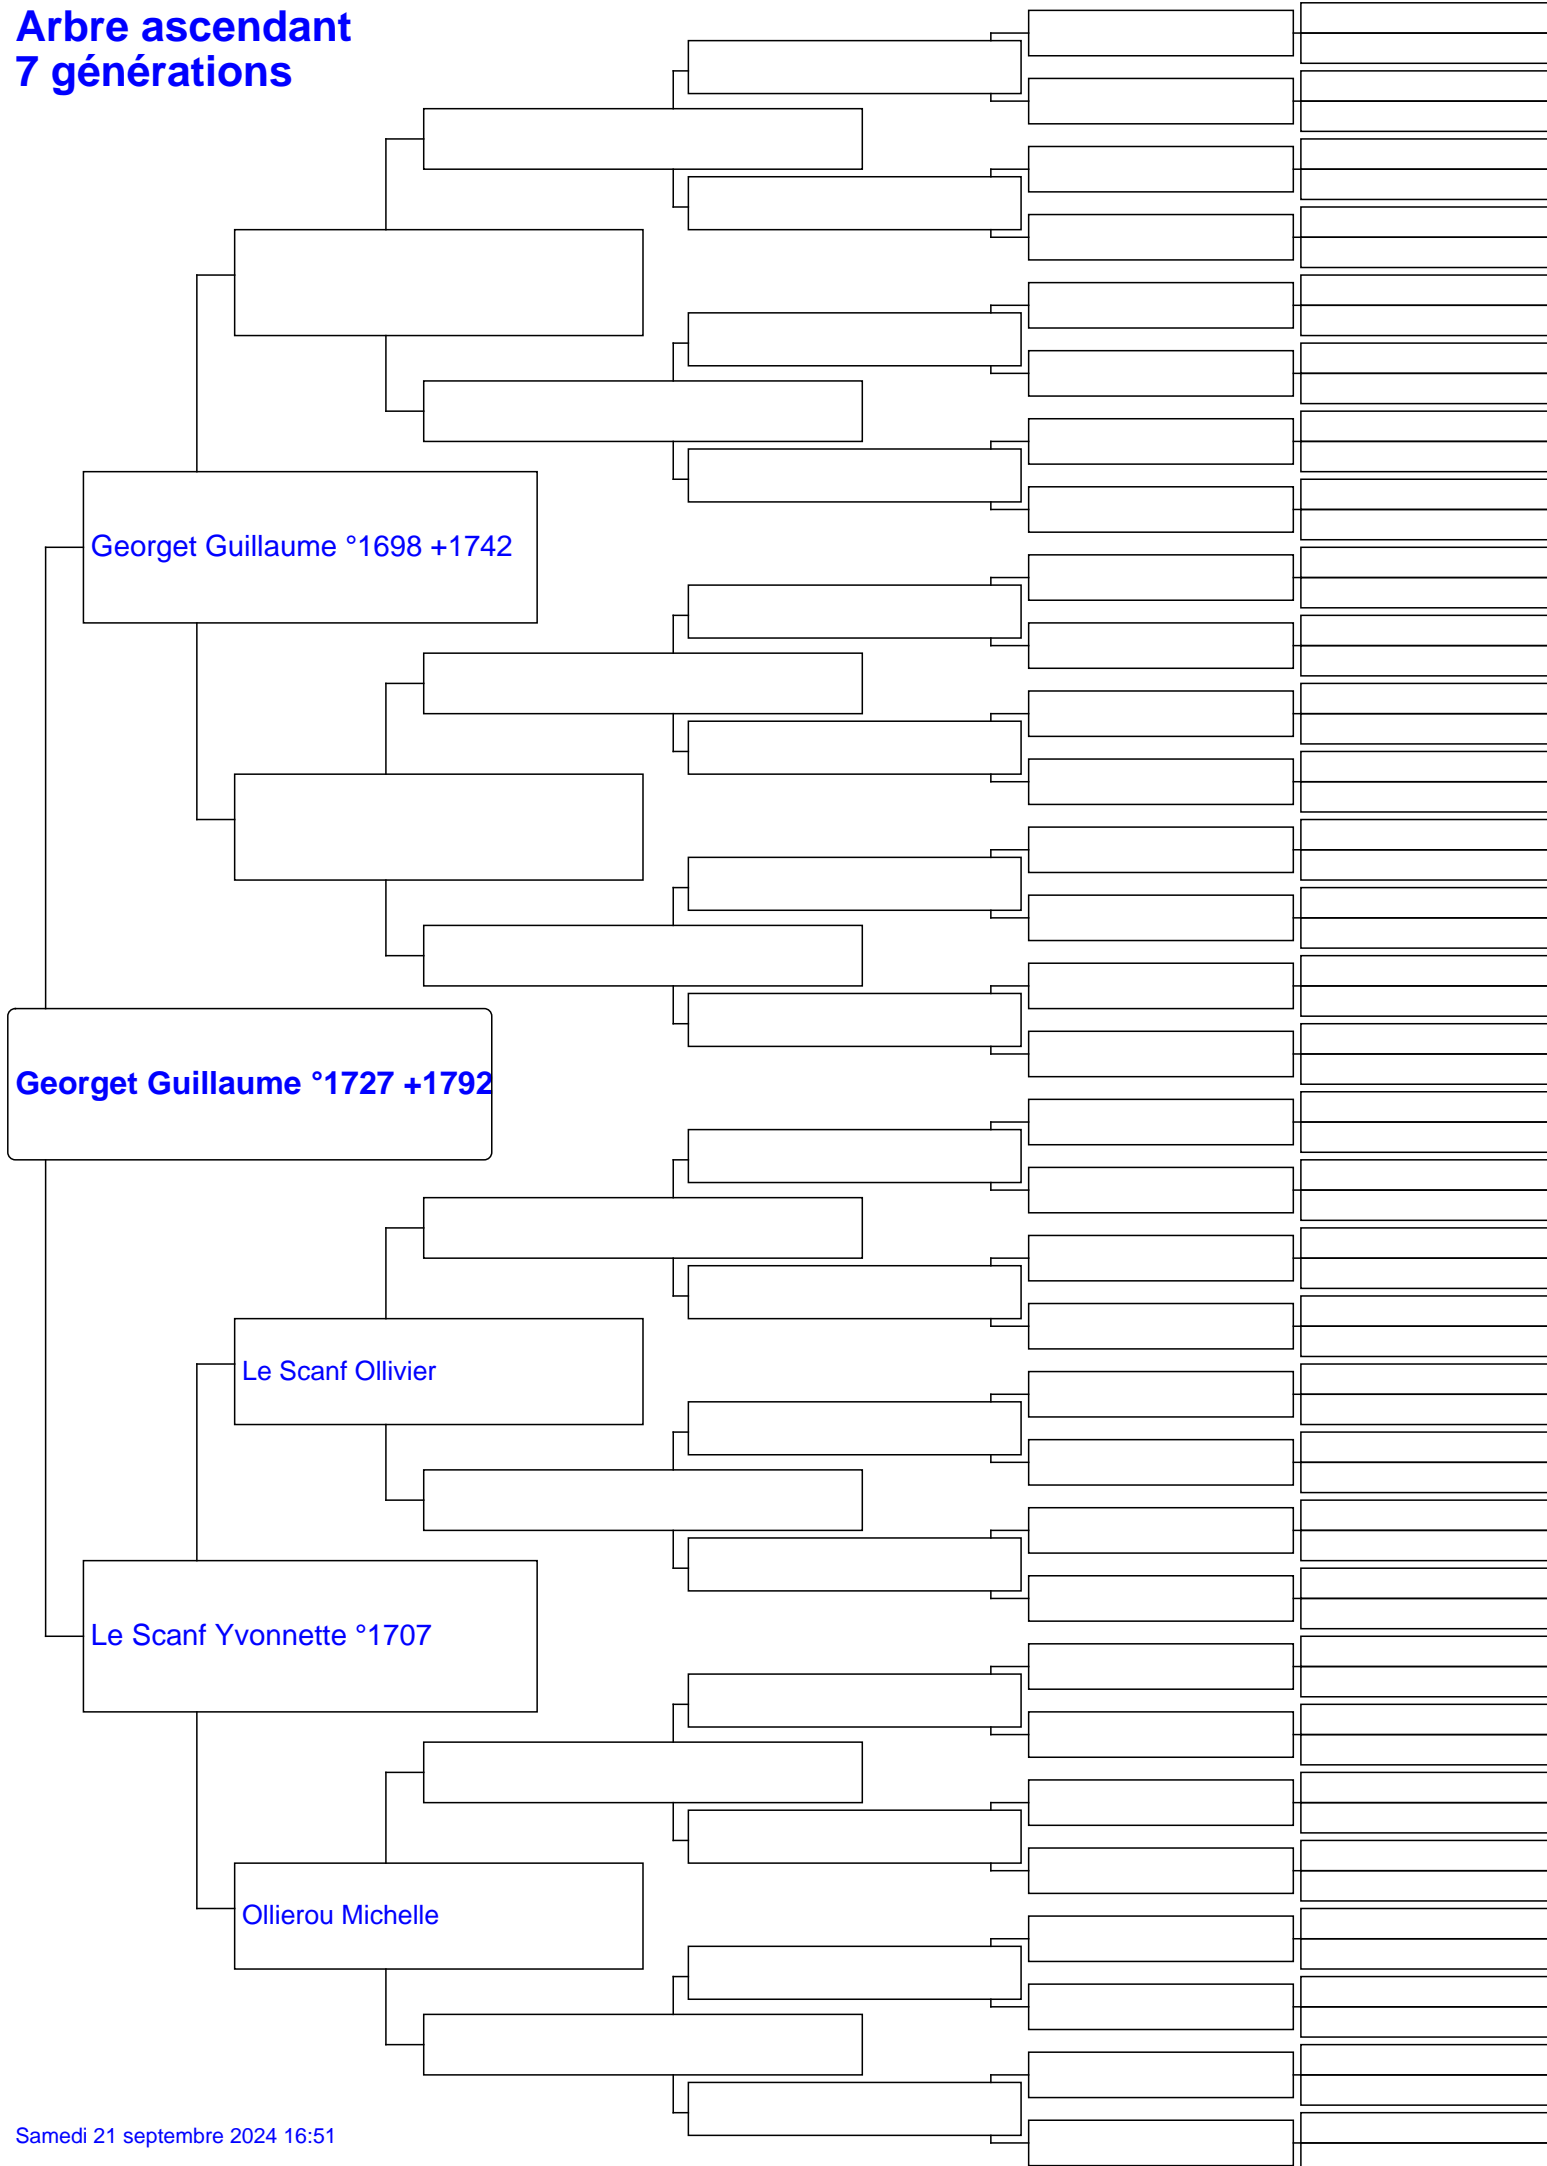 Arbre ascendant
7 générations
Georget Guillaume °1698 +1742
Georget Guillaume °1727 +1792
Le Scanf Ollivier
Le Scanf Yvonnette °1707
Ollierou Michelle
Samedi 21 septembre 2024 16:51